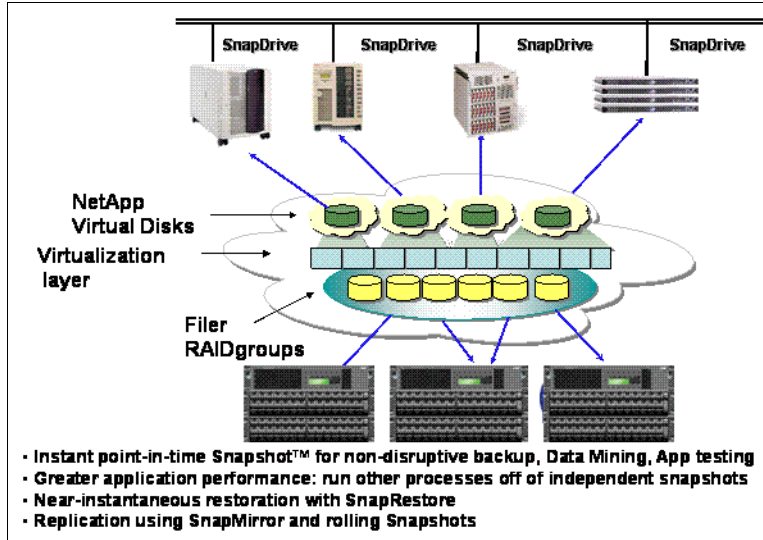 SnapDrive SnapDrive SnapDrive SnapDrive
NetApp
Virtual Disks
Virtualization
layer
Filer
RAIDgroups
· Instant point-in-time Snapshot™ for non-disruptive backup, Data Mining, App testing
· Greater application performance: run other processes off of independent snapshots
· Near-instantaneous restoration with SnapRestore
· Replication using SnapMirror and rolling Snapshots